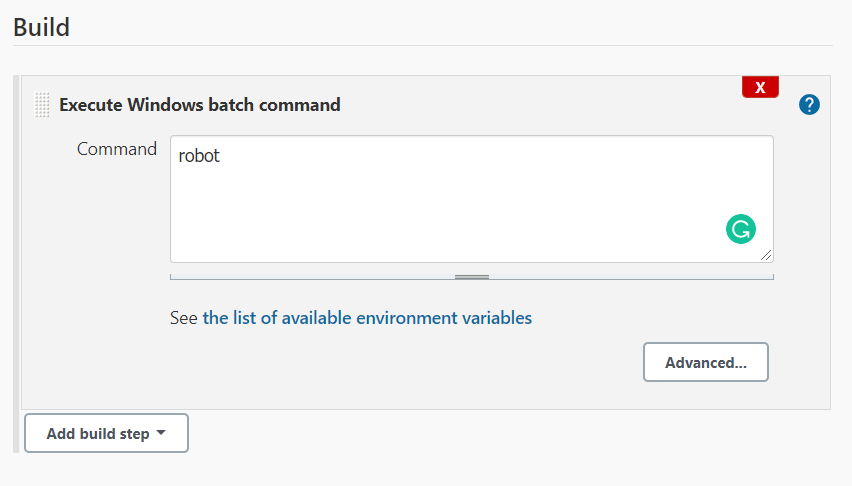 Build
Execute Windows batch command
X
?
Command
robot
See the list of available environment variables
Advanced...
Add build step